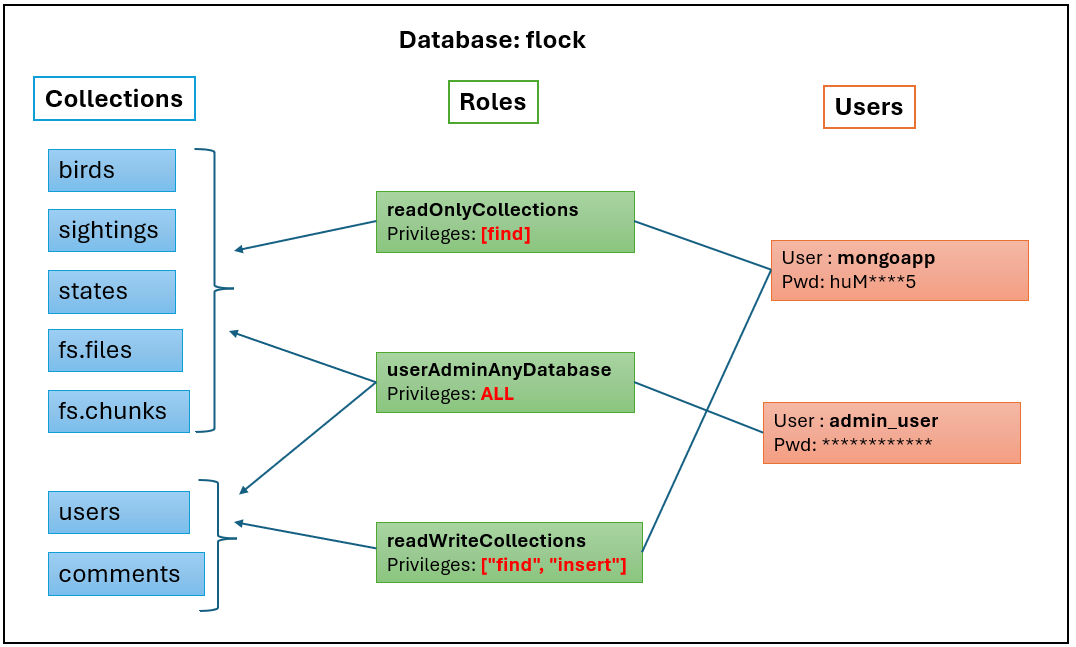 Database: flock
Collections
Roles
Users
birds
sightings
states
fs.files
fs.chunks
users
comments
readOnlyCollections
Privileges: [find]
userAdminAnyDatabase
Privileges: ALL
readWriteCollections
Privileges: ["find", "insert"]
User : mongoapp
Pwd: huM****5
User : admin_user
Pwd: ************